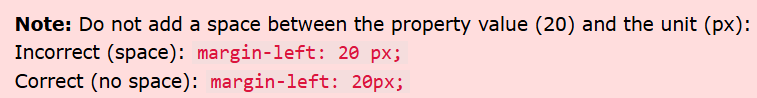 Note: Do not add a space between the property value (20) and the unit (px):
Incorrect (space): margin-left: 20 px;
Correct (no space): margin-left: 20px;